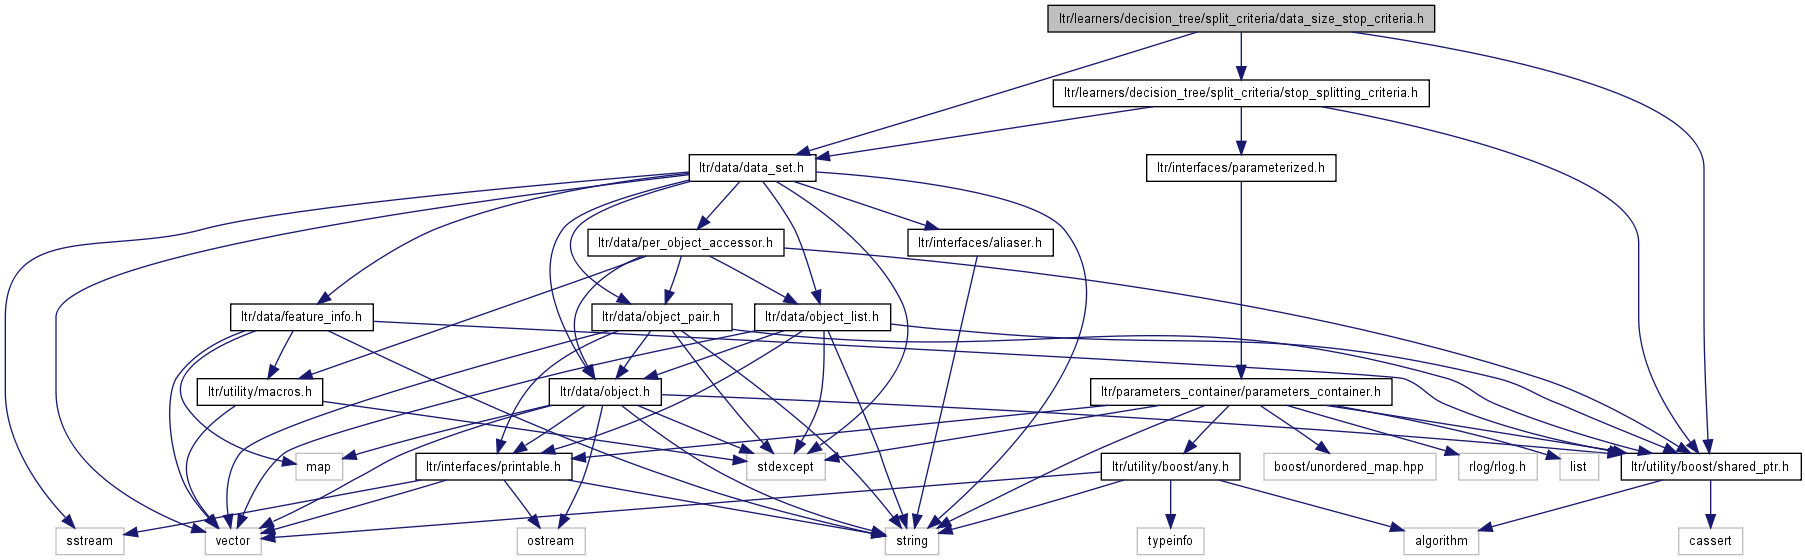 ltr/learners/decision_tree/split_criteria/data_size_stop_criteria.h
ltr/learners/decision_tree/split_criteria/stop_splitting_criteria.h
ltr/data/data_set.h
ltr/interfaces/parameterized.h
ltr/data/per_object_accessor.h
ltr/interfaces/aliaser.h
ltr/data/feature_info.h
ltr/data/object_pair.h
ltr/data/object_list.h
ltr/utility/macros.h
ltr/data/object.h
ltr/parameters_container/parameters_container.h
map
ltr/interfaces/printable.h
stdexcept
ltr/utility/boost/any.h
boost/unordered_map.hpp
rlog/rlog.h
list
ltr/utility/boost/shared_ptr.h
sstream
vector
ostream
string
typeinfo
algorithm
cassert